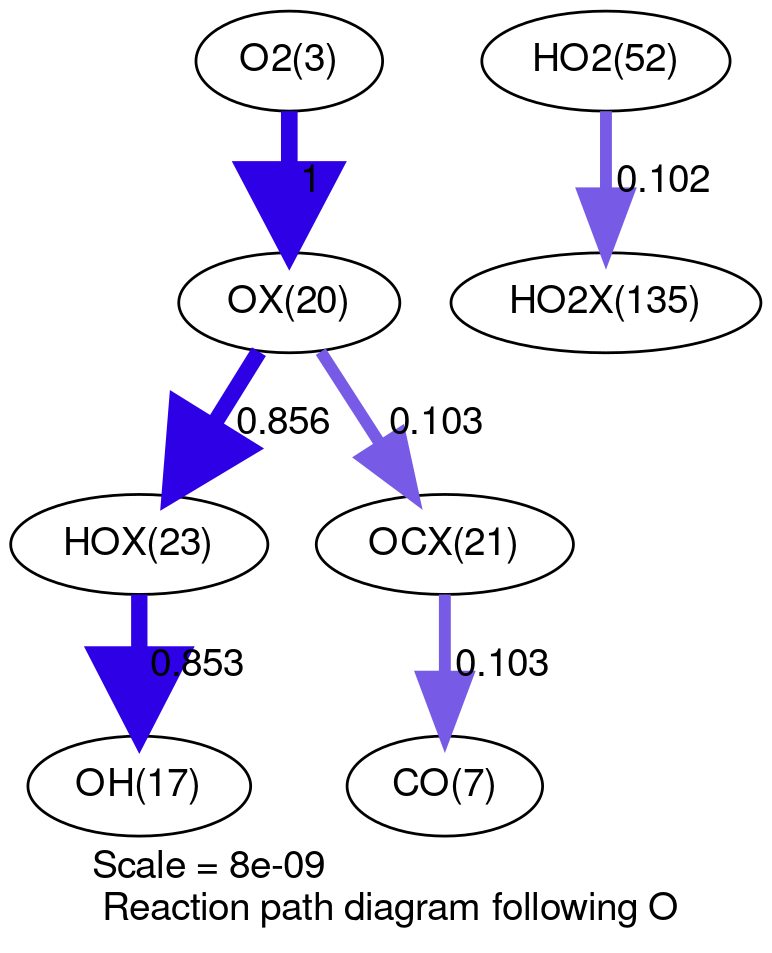 O2(3)
HO2(52)
1
0.102
OX(20)
HO2X(135)
0.856
0.103
HOX(23)
OCX(21)
0.853
0.103
OH(17)
CO(7)
Scale = 8e-09
Reaction path diagram following O